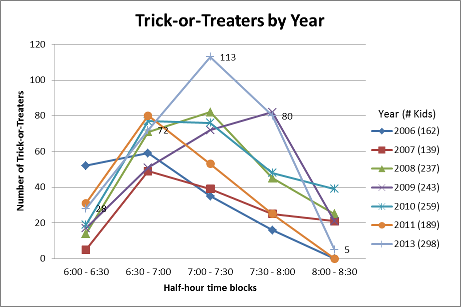 Trick-or-Treaters by Year
Number of Trick-or-Treaters
120
100
80
60
40
20
0
28
72
113
80
5
6:00 - 6:30
6:30 - 7:00
7:00 - 7:30
7:30 - 8:00
8:00 - 8:30
Half-hour time blocks
Year (# Kids)
2006 (162)
2007 (139)
2008 (237)
2009 (243)
2010 (259)
2011 (189)
2013 (298)